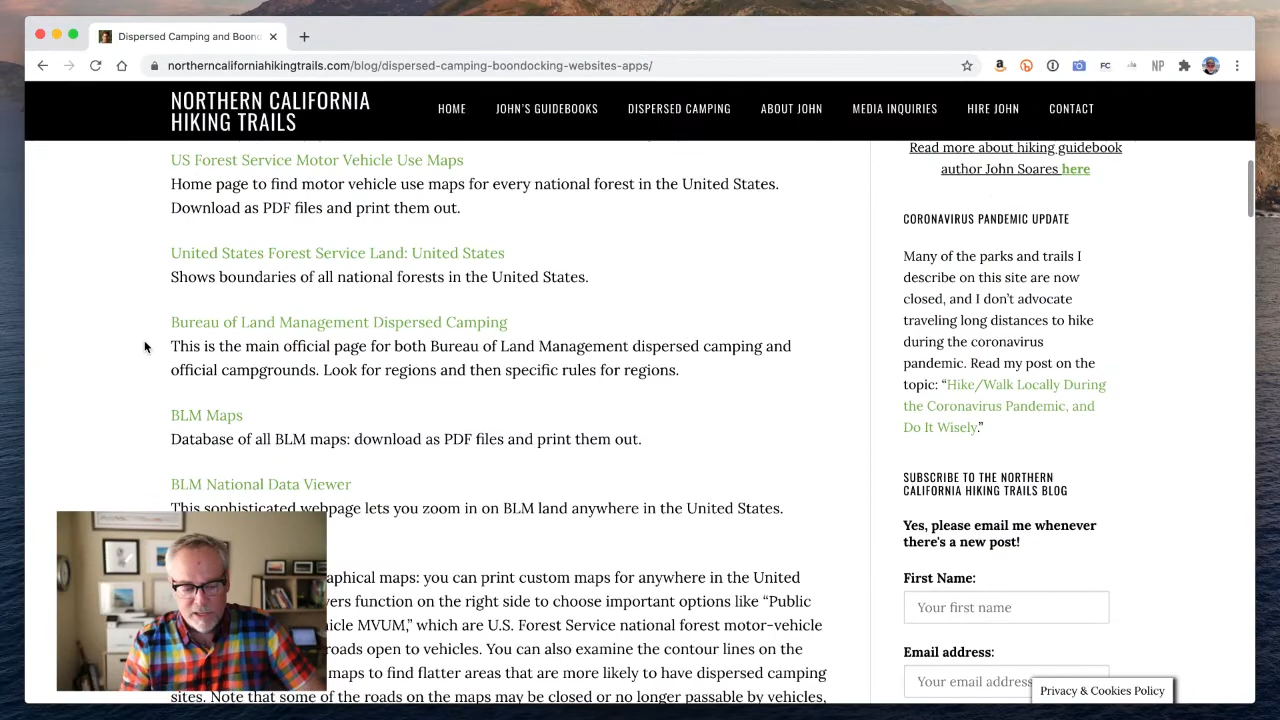 Dispersed Camping and Boond
northerncaliforniahikingtrails.com/blog/dispersed-camping-boondocking-websites-apps/
FC
NP
NORTHERN CALIFORNIA
HIKING TRAILS
HOME
JOHN'S GUIDEBOOKS
DISPERSED CAMPING
ABOUT JOHN
MEDIA INQUIRIES
HIRE JOHN
CONTACT
US Forest Service Motor Vehicle Use Maps
Home page to find motor vehicle use maps for every national forest in the United States.
Download as PDF files and print them out.
United States Forest Service Land: United States
Shows boundaries of all national forests in the United States.
Bureau of Land Management Dispersed Camping
This is the main official page for both Bureau of Land Management dispersed camping and
official campgrounds. Look for regions and then specific rules for regions.
BLM Maps
Database of all BLM maps: download as PDF files and print them out.
BLM National Data Viewer
This sophisticated webpage lets you zoom in on BLM land anywhere in the United States.
aphical maps: you can print custom maps for anywhere in the United
vers function on the right side to choose important options like “Public
hicle MVUM,” which are U.S. Forest Service national forest motor-vehicle
roads open to vehicles. You can also examine the contour lines on the
maps to find flatter areas that are more likely to have dispersed camping
sites. Note that some of the roads on the maps may be closed or no longer passable by vehicles.
Read more about hiking guidebook
author John Soares here
CORONAVIRUS PANDEMIC UPDATE
Many of the parks and trails I
describe on this site are now
closed, and I don’t advocate
traveling long distances to hike
during the coronavirus
pandemic. Read my post on the
topic: “Hike/Walk Locally During
the Coronavirus Pandemic, and
Do It Wisely.”
SUBSCRIBE TO THE NORTHERN
CALIFORNIA HIKING TRAILS BLOG
Yes, please email me whenever
there's a new post!
First Name:
Your first name
Email address:
Your email address
Privacy & Cookies Policy